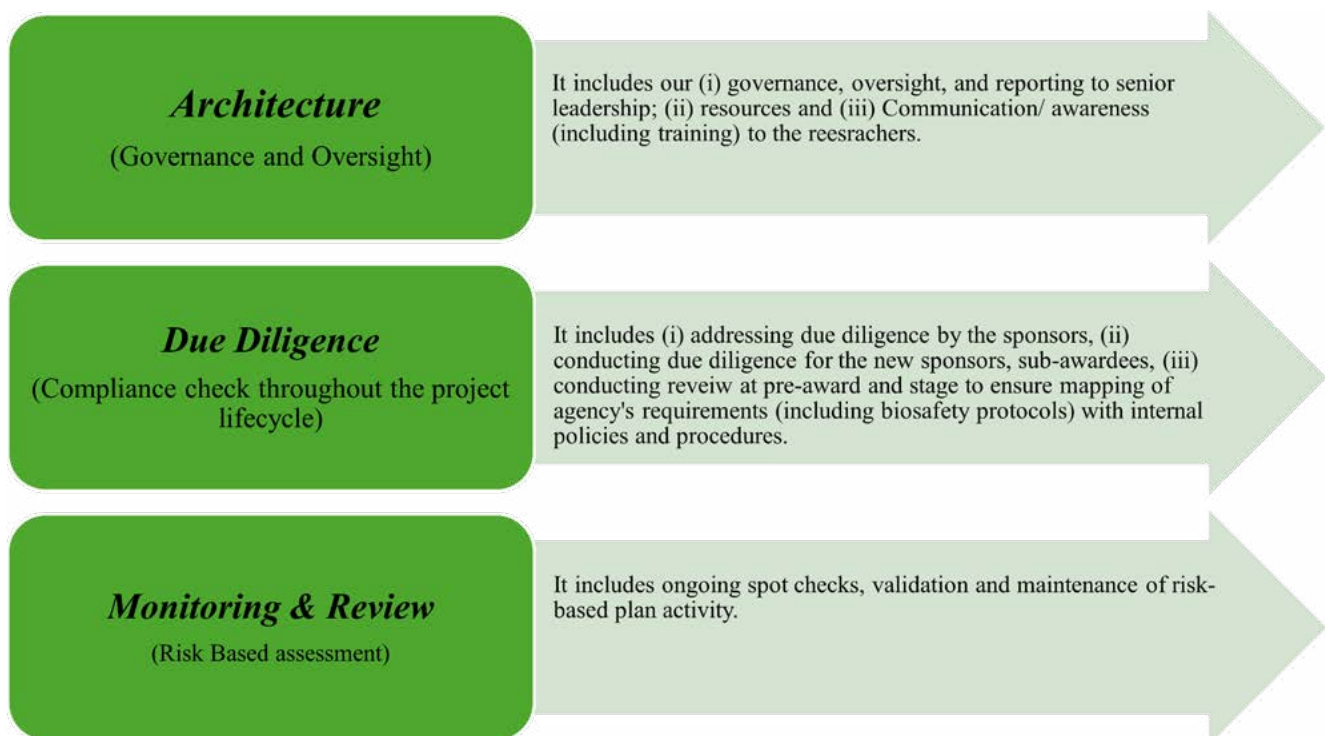 Architecture
(Governance and Oversight)
It includes our (i) governance, oversight, and reporting to senior
leadership; (ii) resources and (iii) Communication/ awareness
(including training) to the reesrachers.
Due Diligence
(Compliance check throughout the project
lifecycle)
It includes (i) addressing due diligence by the sponsors, (ii)
conducting due diligence for the new sponsors, sub-awardees, (iii)
conducting reveiw at pre-award and stage to ensure mapping of
agency's requirements (including biosafety protocols) with internal
policies and procedures.
Monitoring & Review
(Risk Based assessment)
It includes ongoing spot checks, validation and maintenance of risk-
based plan activity.